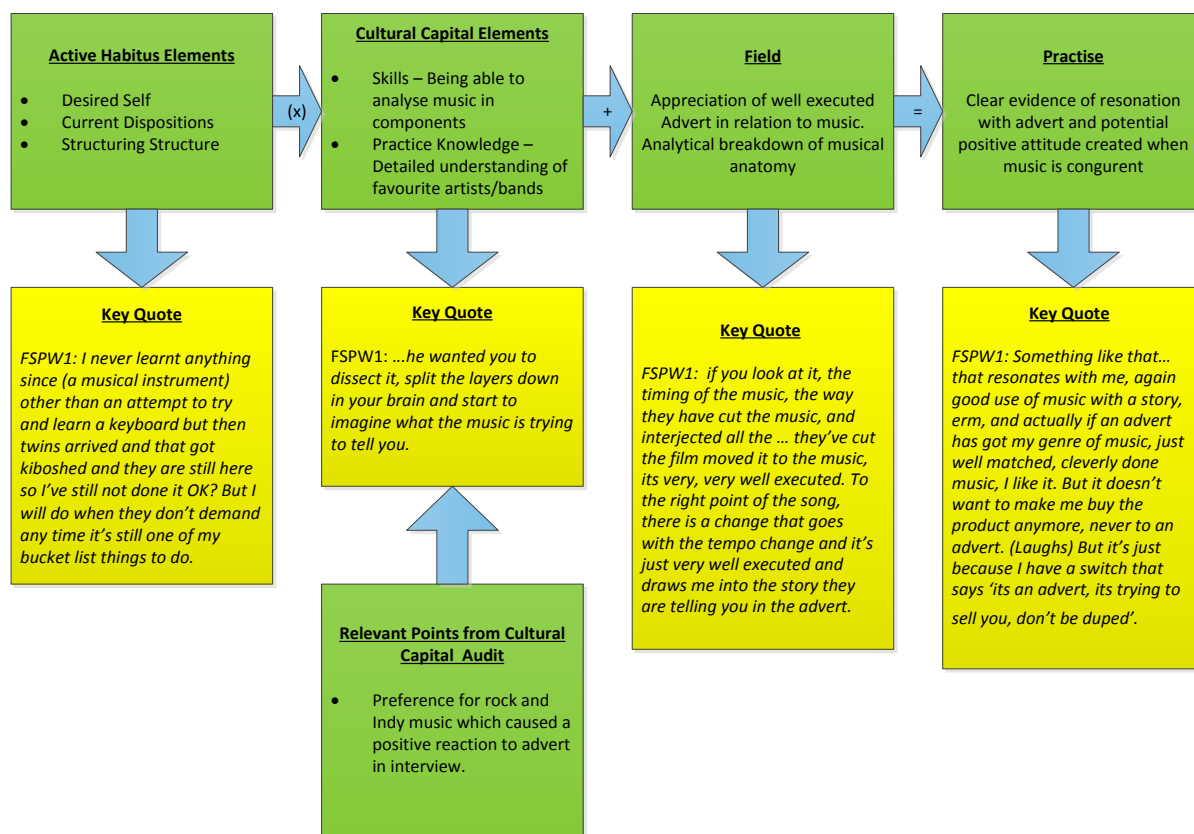 Active Habitus Elements
• Desired Self
• Current Dispositions
• Structuring Structure
(x)
Cultural Capital Elements
• Skills – Being able to
analyse music in
components
• Practice Knowledge –
Detailed understanding of
favourite artists/bands
+
Field
Appreciation of well executed
Advert in relation to music.
Analytical breakdown of musical
anatomy
=
Practise
Clear evidence of resonation
with advert and potential
positive attitude created when
music is congurent
Key Quote
FSPW1: I never learnt anything
since (a musical instrument)
other than an attempt to try
and learn a keyboard but then
twins arrived and that got
kiboshed and they are still here
so I've still not done it OK? But I
will do when they don't demand
any time it's still one of my
bucket list things to do.
Key Quote
FSPW1: ...he wanted you to
dissect it, split the layers down
in your brain and start to
imagine what the music is trying
to tell you.
Key Quote
FSPW1: if you look at it, the
timing of the music, the way
they have cut the music, and
interjected all the … they've cut
the film moved it to the music,
its very, very well executed. To
the right point of the song,
there is a change that goes
with the tempo change and it's
just very well executed and
draws me into the story they
are telling you in the advert.
Key Quote
FSPW1: Something like that…
that resonates with me, again
good use of music with a story,
erm, and actually if an advert
has got my genre of music, just
well matched, cleverly done
music, I like it. But it doesn't
want to make me buy the
product anymore, never to an
advert. (Laughs) But it's just
because I have a switch that
says 'its an advert, its trying to
sell you, don't be duped'.
Relevant Points from Cultural
Capital Audit
• Preference for rock and
Indy music which caused a
positive reaction to advert
in interview.